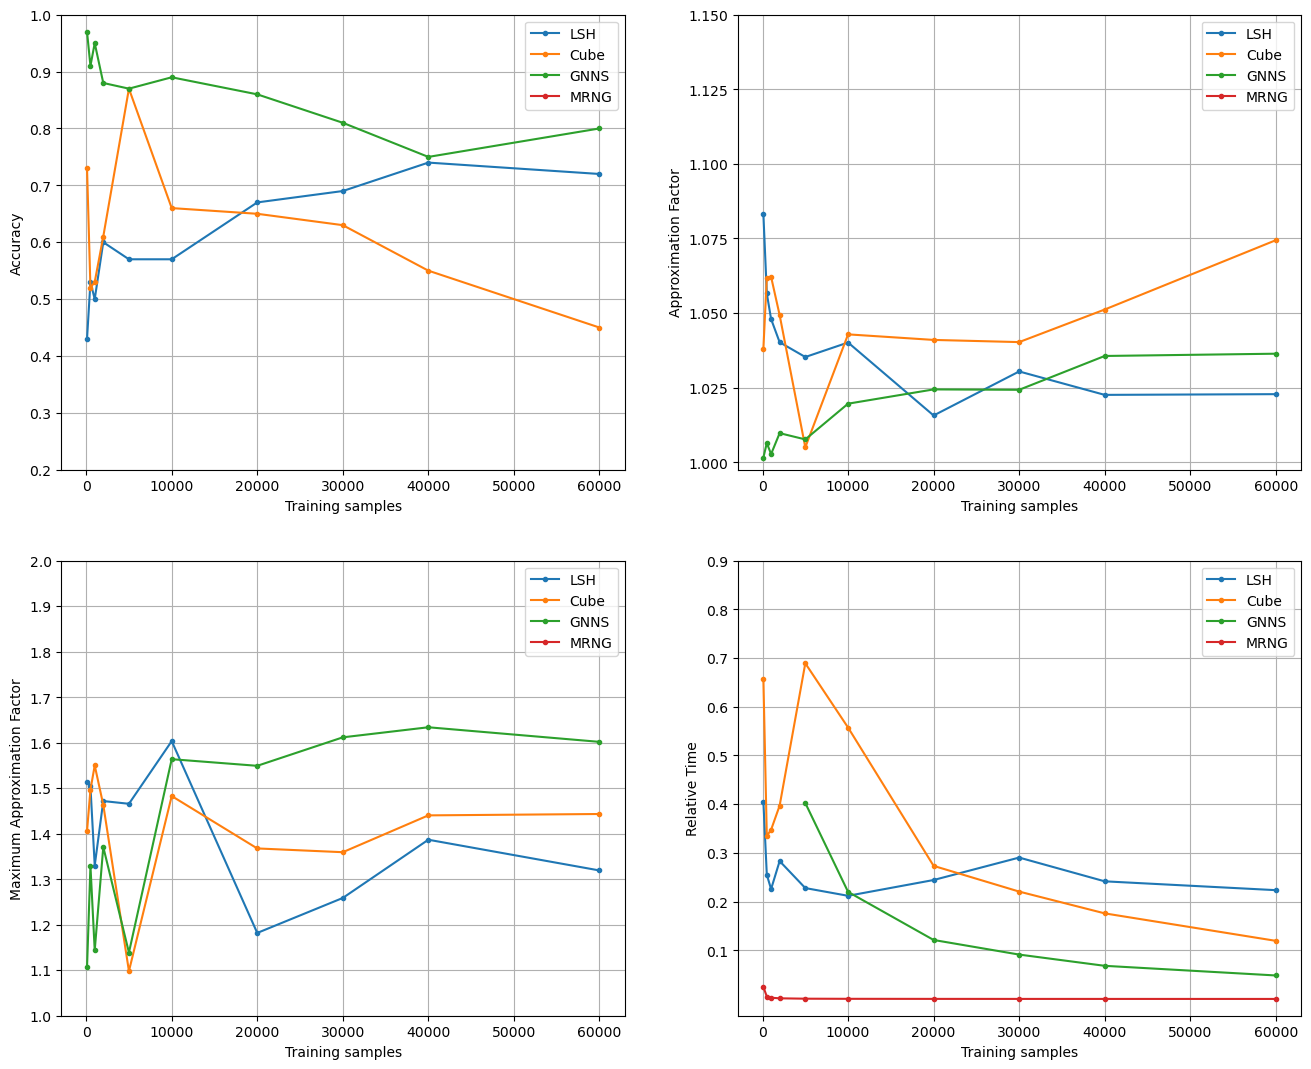 1.0
0.9
0.8
0.7
0.6
0.5
0.4
0.3
0.2
Accuracy
0 10000 20000 30000 40000 50000 60000
Training samples
LSH
Cube
GNNS
MRNG
1.150
1.125
1.100
1.075
1.050
1.025
1.000
Approximation Factor
0 10000 20000 30000 40000 50000 60000
Training samples
LSH
Cube
GNNS
MRNG
2.0
1.9
1.8
1.7
1.6
1.5
1.4
1.3
1.2
1.1
1.0
Maximum Approximation Factor
0 10000 20000 30000 40000 50000 60000
Training samples
LSH
Cube
GNNS
MRNG
0.9
0.8
0.7
0.6
0.5
0.4
0.3
0.2
0.1
Relative Time
0 10000 20000 30000 40000 50000 60000
Training samples
LSH
Cube
GNNS
MRNG